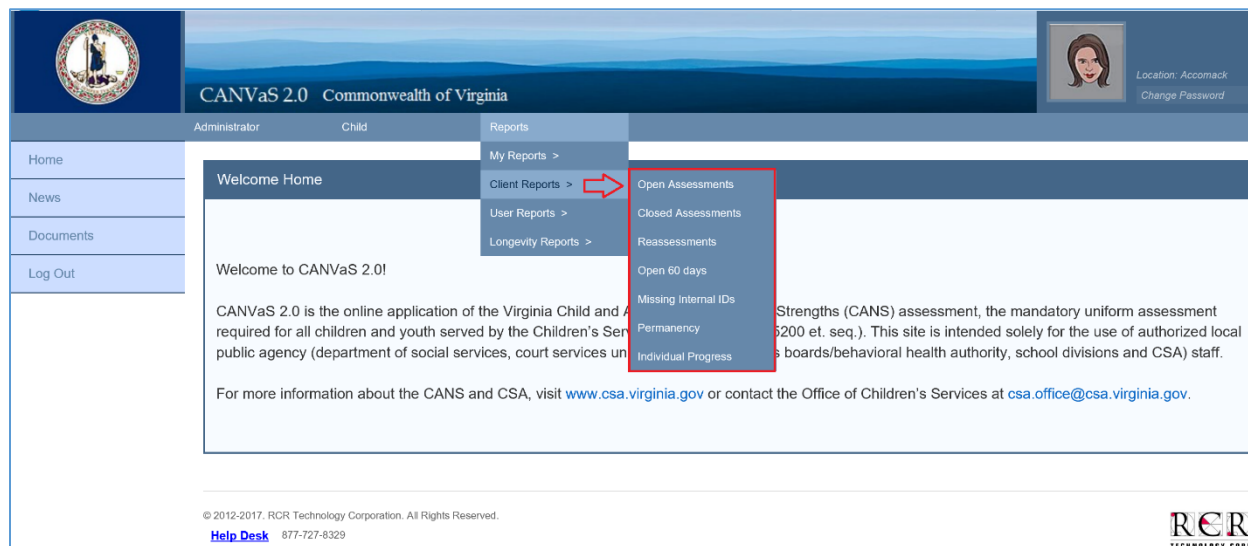 CANVaS 2.0 Commonwealth of Virginia
Location: Accomack
Change Password
Administrator Child Reports
Home
News
Documents
Log Out
My Reports >
Client Reports >
User Reports >
Longevity Reports >
Open Assessments
Closed Assessments
Reassessments
Open 60 days
Missing Internal IDs
Permanency
Individual Progress
Welcome Home
Welcome to CANVaS 2.0!
CANVaS 2.0 is the online application of the Virginia Child and Strengths (CANS) assessment, the mandatory uniform assessment
required for all children and youth served by the Children's Ser 5200 et. seq.). This site is intended solely for the use of authorized local
public agency (department of social services, court services un boards/behavioral health authority, school divisions and CSA) staff.
For more information about the CANS and CSA, visit www.csa.virginia.gov or contact the Office of Children's Services at csa.office@csa.virginia.gov.
© 2012-2017. RCR Technology Corporation. All Rights Reserved.
Help Desk 877-727-8329
RCR